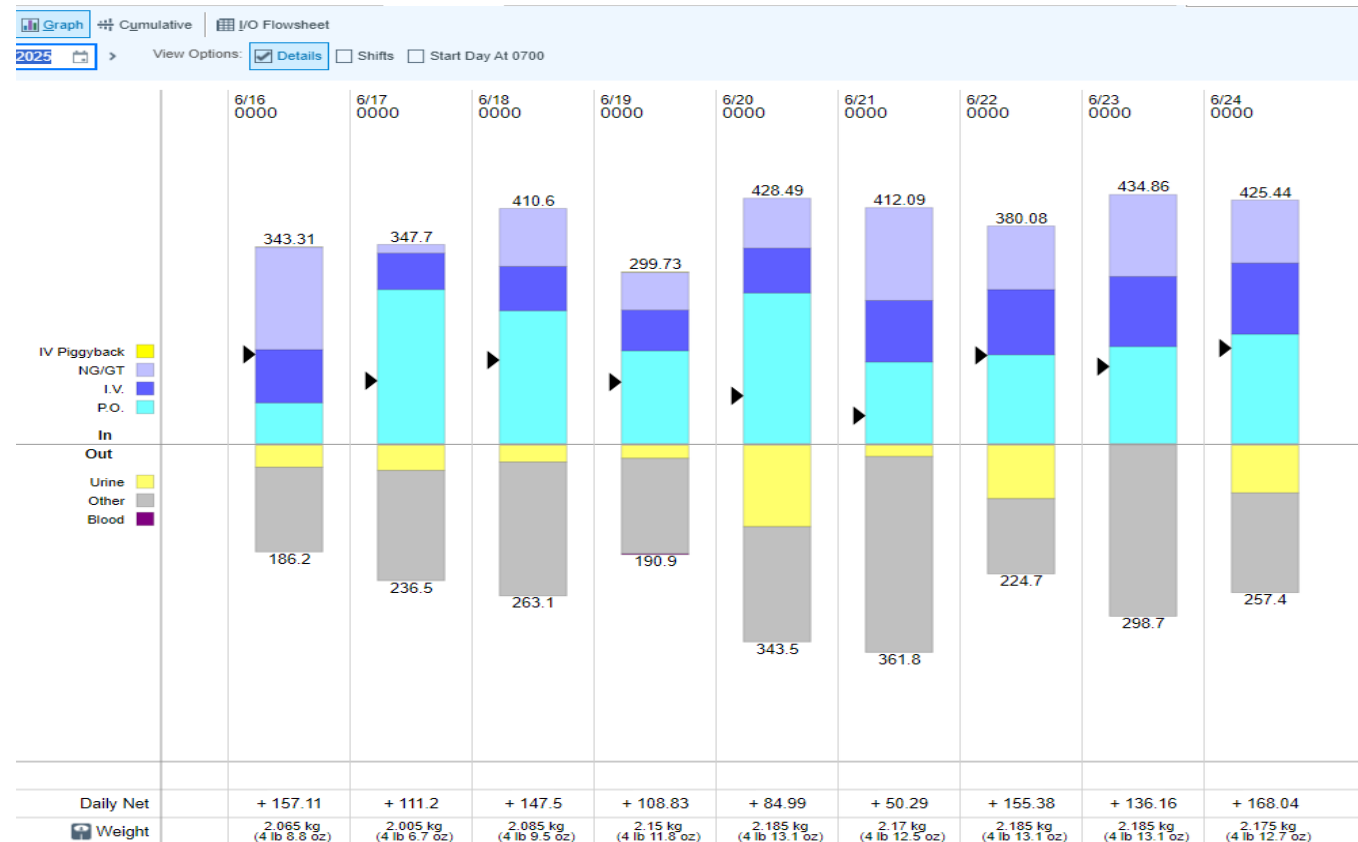 Graph Cumulative I/O Flowsheet
2025 > View Options: Details Shifts Start Day At 0700
6/16 6/17 6/18 6/19 6/20 6/21 6/22 6/23 6/24
0000 0000 0000 0000 0000 0000 0000 0000 0000
343.31 347.7 410.6 299.73 428.49 412.09 380.08 434.86 425.44
IV Piggyback
NG/GT
I.V.
P.O.
In
Out
Urine
Other
Blood
186.2 236.5 263.1 190.9 343.5 361.8 224.7 298.7 257.4
Daily Net + 157.11 + 111.2 + 147.5 + 108.83 + 84.99 + 50.29 + 155.38 + 136.16 + 168.04
Weight 2.065 kg 2.005 kg 2.085 kg 2.15 kg 2.185 kg 2.17 kg 2.185 kg 2.185 kg 2.175 kg
(4 lb 8.8 oz) (4 lb 6.7 oz) (4 lb 9.5 oz) (4 lb 11.8 oz) (4 lb 13.1 oz) (4 lb 12.5 oz) (4 lb 13.1 oz) (4 lb 13.1 oz) (4 lb 12.7 oz)